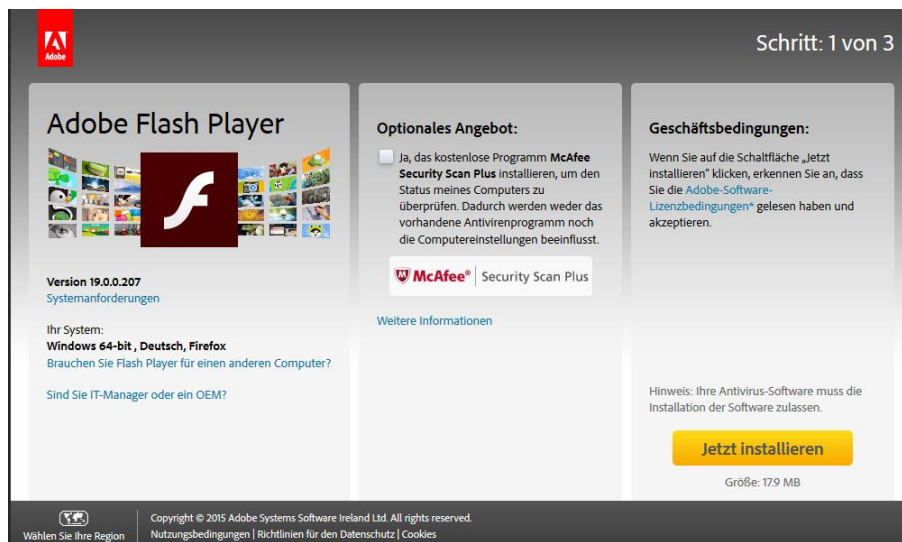 Adobe
Schritt: 1 von 3
Adobe Flash Player
Version 19.0.0.207
Systemanforderungen
Ihr System:
Windows 64-bit , Deutsch, Firefox
Brauchen Sie Flash Player für einen anderen Computer?
Sind Sie IT-Manager oder ein OEM?
Optionales Angebot:
Ja, das kostenlose Programm McAfee
Security Scan Plus installieren, um den
Status meines Computers zu
überprüfen. Dadurch werden weder das
vorhandene Antivirenprogramm noch
die Computereinstellungen beeinflusst.
McAfee® | Security Scan Plus
Weitere Informationen
Geschäftsbedingungen:
Wenn Sie auf die Schaltfläche „Jetzt
installieren" klicken, erkennen Sie an, dass
Sie die Adobe-Software-
Lizenzbedingungen* gelesen haben und
akzeptieren.
Hinweis: Ihre Antivirus-Software muss die
Installation der Software zulassen.
Jetzt installieren
Größe: 17.9 MB
Wählen Sie Ihre Region
Copyright © 2015 Adobe Systems Software Ireland Ltd. All rights reserved.
Nutzungsbedingungen | Richtlinien für den Datenschutz | Cookies